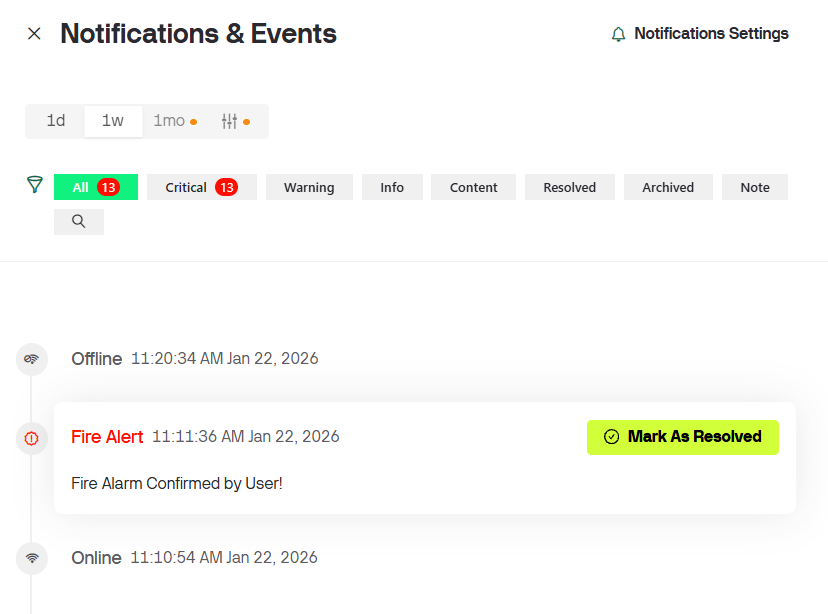 Notifications & Events
Notifications Settings
1d 1w 1mo
All 13 Critical 13 Warning Info Content Resolved Archived Note
Offline 11:20:34 AM Jan 22, 2026
Fire Alert 11:11:36 AM Jan 22, 2026
Mark As Resolved
Fire Alarm Confirmed by User!
Online 11:10:54 AM Jan 22, 2026